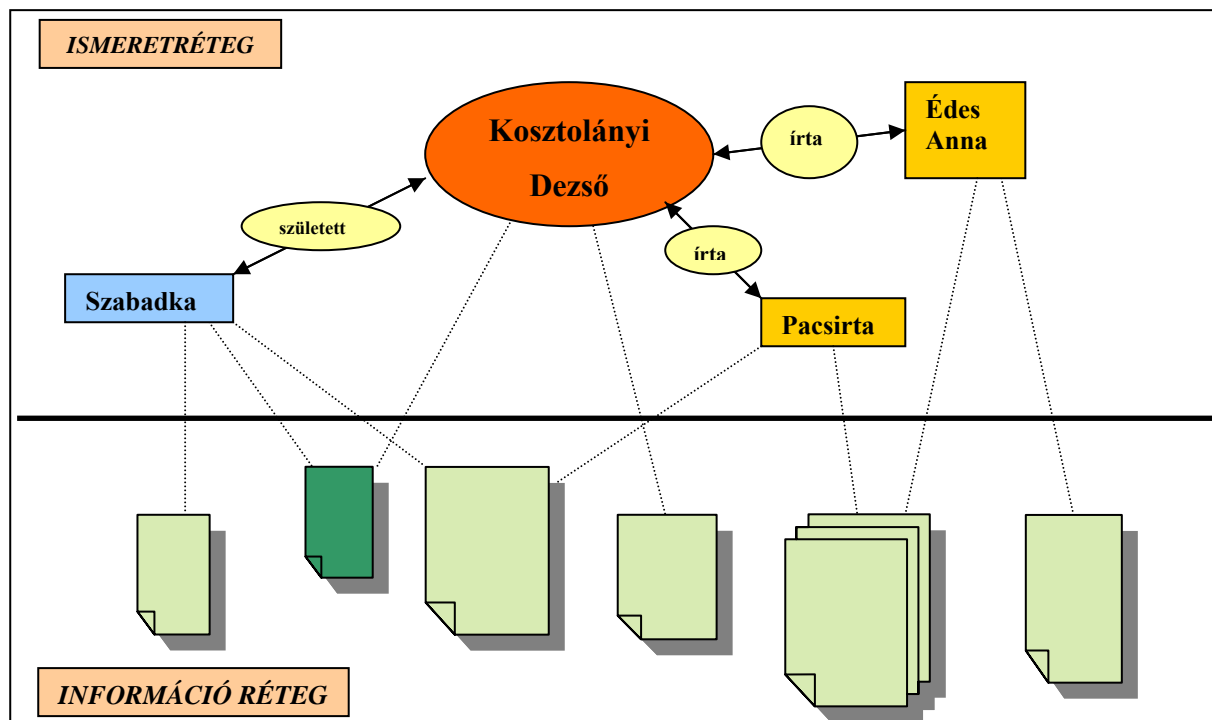 ISMERETRÉTEG
Kosztolányi
Dezső
írta
Édes
Anna
született
írta
Szabadka
Pacsirta
INFORMÁCIÓ RÉTEG